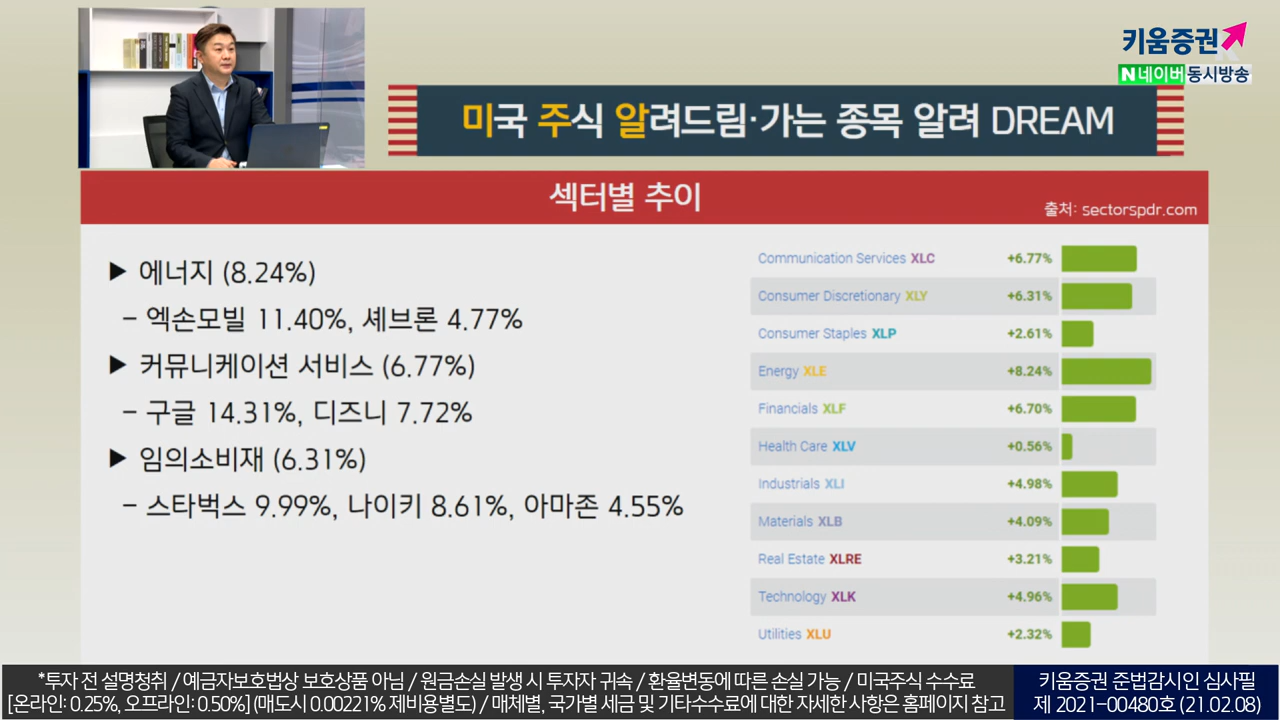 키움증권
N 네이버 동시방송
미국 주식 알려드림·가는 종목 알려 DREAM
섹터별 추이
출처: sectorspdr.com
▶ 에너지 (8.24%)
– 엑손모빌 11.40%, 셰브론 4.77%
▶ 커뮤니케이션 서비스 (6.77%)
– 구글 14.31%, 디즈니 7.72%
▶ 임의소비재 (6.31%)
– 스타벅스 9.99%, 나이키 8.61%, 아마존 4.55%
Communication Services XLC +6.77%
Consumer Discretionary XLY +6.31%
Consumer Staples XLP +2.61%
Energy XLE +8.24%
Financials XLF +6.70%
Health Care XLV +0.56%
Industrials XLI +4.98%
Materials XLB +4.09%
Real Estate XLRE +3.21%
Technology XLK +4.96%
Utilities XLU +2.32%
*투자 전 설명청취 / 예금자보호법상 보호상품 아님 / 원금손실 발생 시 투자자 귀속 / 환율변동에 따른 손실 가능 / 미국주식 수수료
[온라인: 0.25%, 오프라인: 0.50%] (매도시 0.00221% 제비용별도) / 매체별, 국가별 세금 및 기타수수료에 대한 자세한 사항은 홈페이지 참고
키움증권 준법감시인 심사필
제 2021-00480호 (21.02.08)